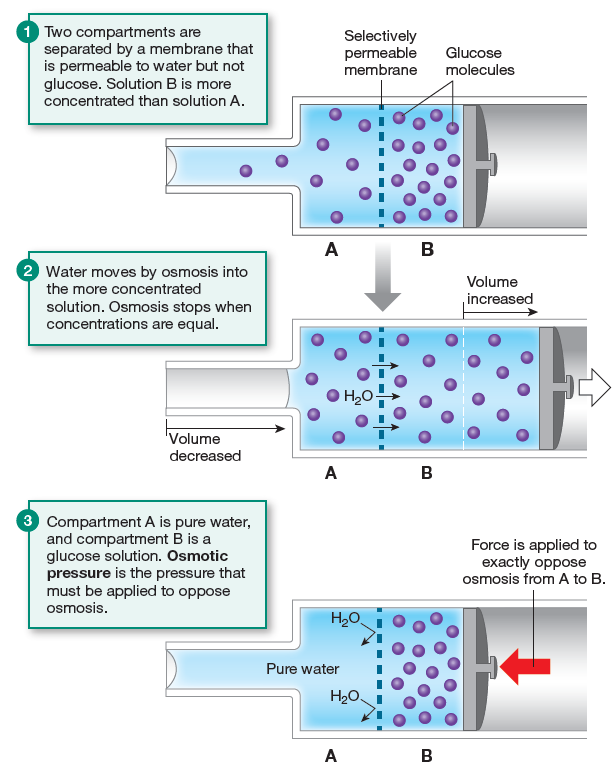 1 Two compartments are
separated by a membrane that
is permeable to water but not
glucose. Solution B is more
concentrated than solution A.
Selectively
permeable
membrane
Glucose
molecules
A
B
2 Water moves by osmosis into
the more concentrated
solution. Osmosis stops when
concentrations are equal.
Volume
increased
H₂O
Volume
decreased
A
B
3 Compartment A is pure water,
and compartment B is a
glucose solution. Osmotic
pressure is the pressure that
must be applied to oppose
osmosis.
Force is applied to
exactly oppose
osmosis from A to B.
H₂O
Pure water
H₂O
A
B